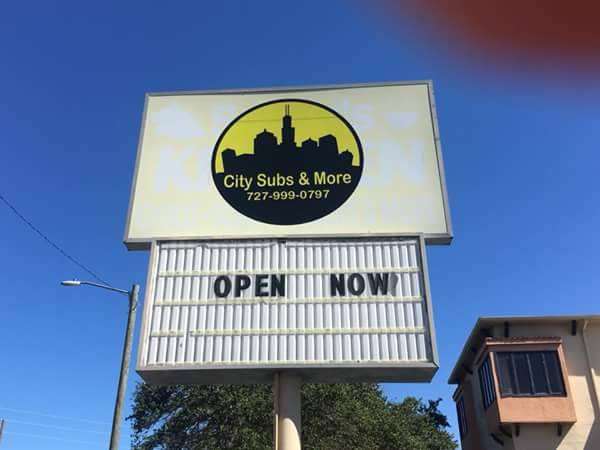 City Subs & More
727-999-0797
OPEN NOW